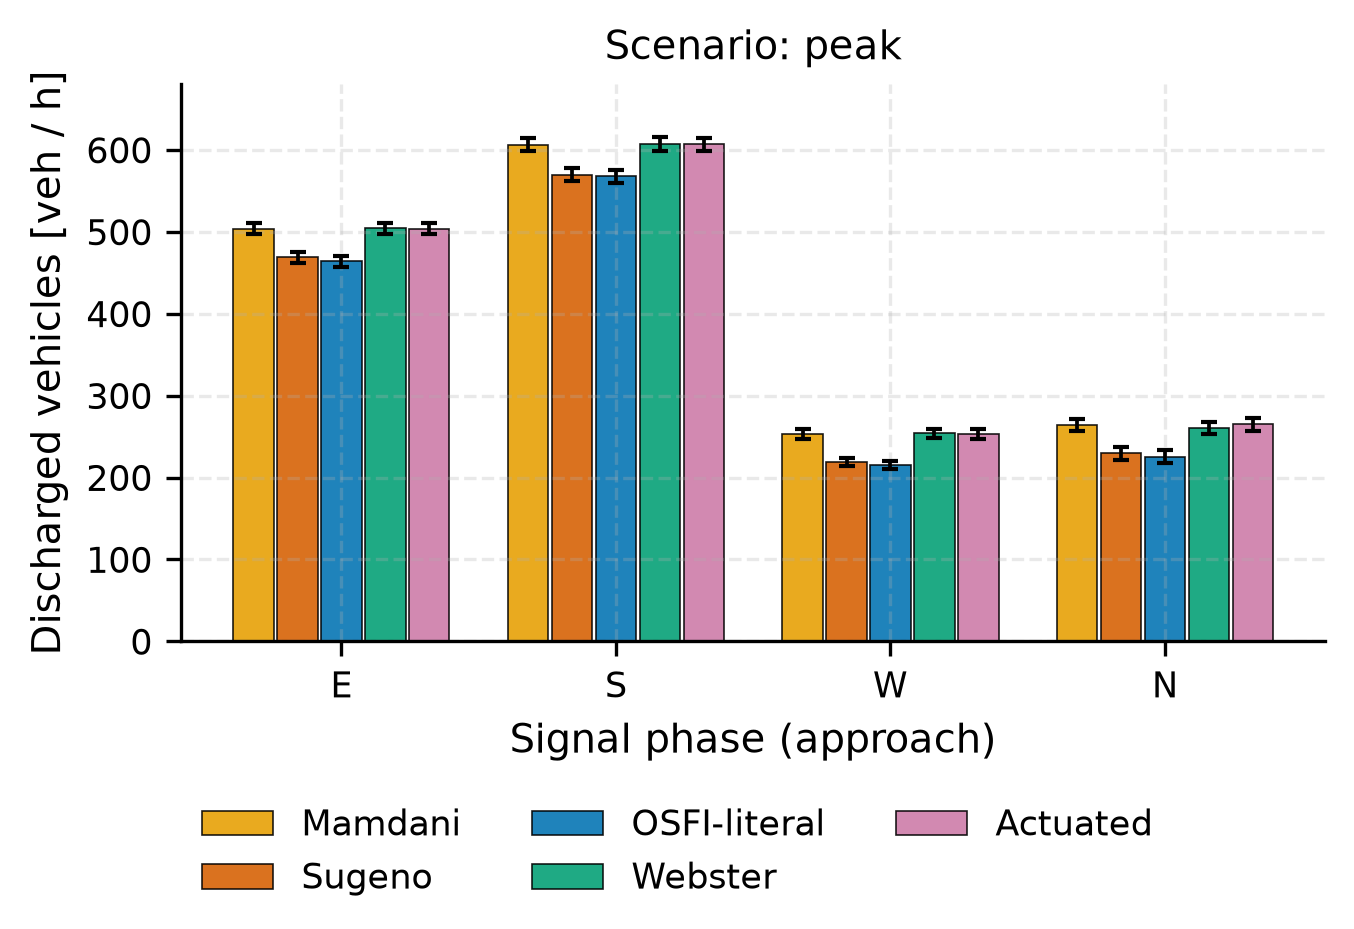 Scenario: peak
Discharged vehicles [veh / h]
600
500
400
300
200
100
0
E S W N
Signal phase (approach)
Mamdani OSFI-literal Actuated
Sugeno Webster